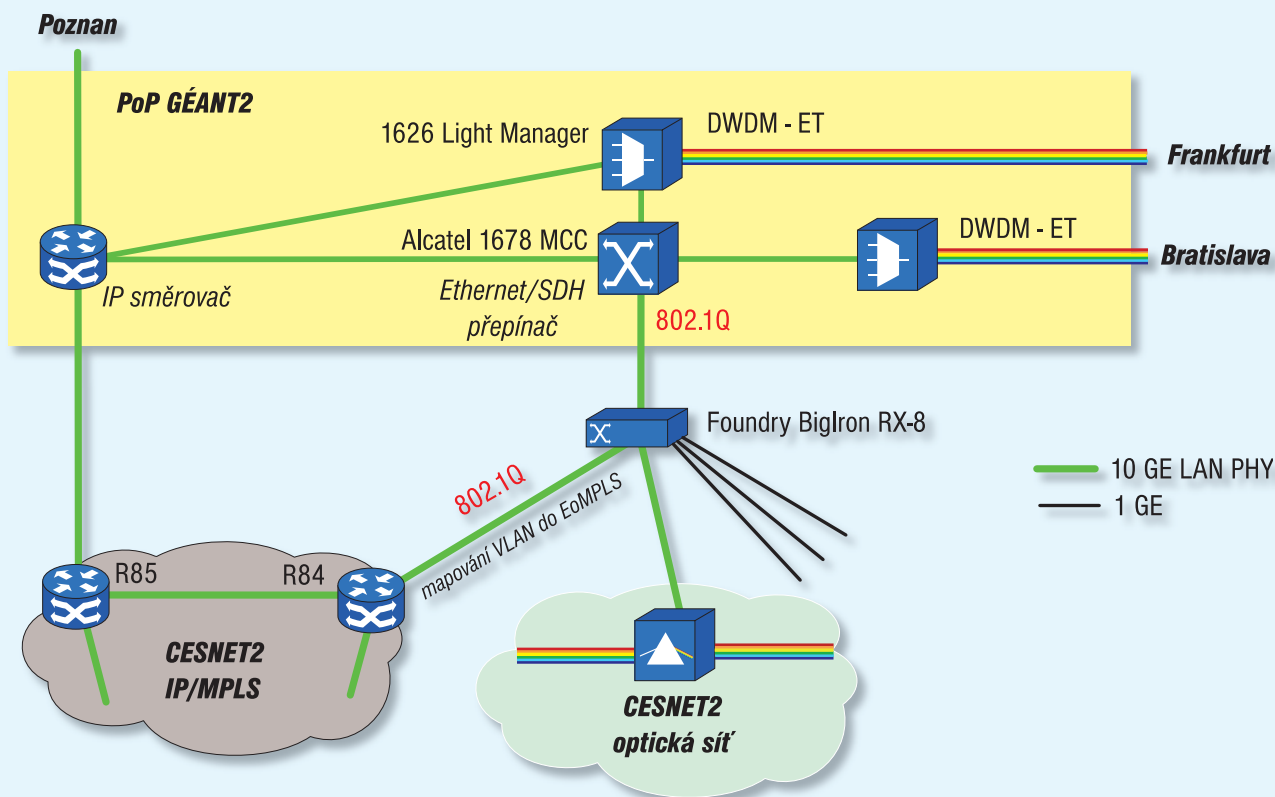 Poznan
PoP GÉANT2
1626 Light Manager
DWDM - ET
Frankfurt
Alcatel 1678 MCC
DWDM - ET
Bratislava
IP směrovač
Ethernet/SDH
přepínač
802.1Q
Foundry BigIron RX-8
10 GE LAN PHY
1 GE
802.1Q
mapování VLAN do EoMPLS
R85
R84
CESNET2
IP/MPLS
CESNET2
optická síť